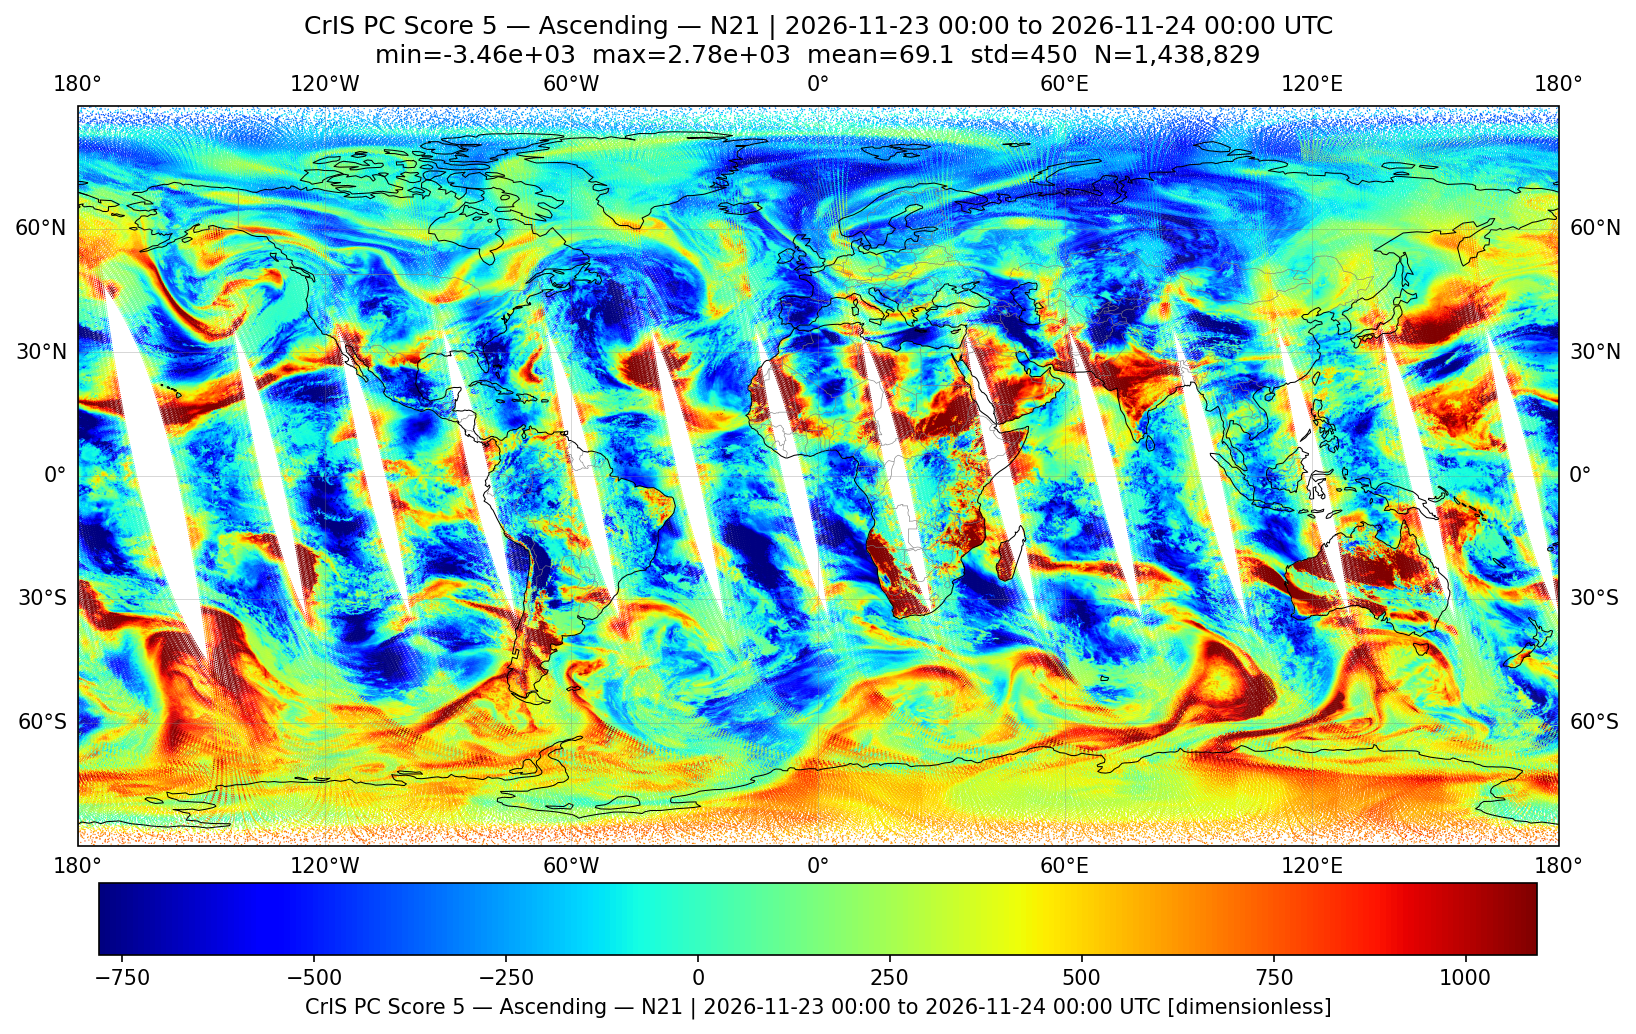 CrIS PC Score 5 — Ascending — N21 | 2026-11-23 00:00 to 2026-11-24 00:00 UTC
min=-3.46e+03 max=2.78e+03 mean=69.1 std=450 N=1,438,829
180° 120°W 60°W 0° 60°E 120°E 180°
60°N 60°N
30°N 30°N
0° 0°
30°S 30°S
60°S 60°S
180° 120°W 60°W 0° 60°E 120°E 180°
−750 −500 −250 0 250 500 750 1000
CrIS PC Score 5 — Ascending — N21 | 2026-11-23 00:00 to 2026-11-24 00:00 UTC [dimensionless]